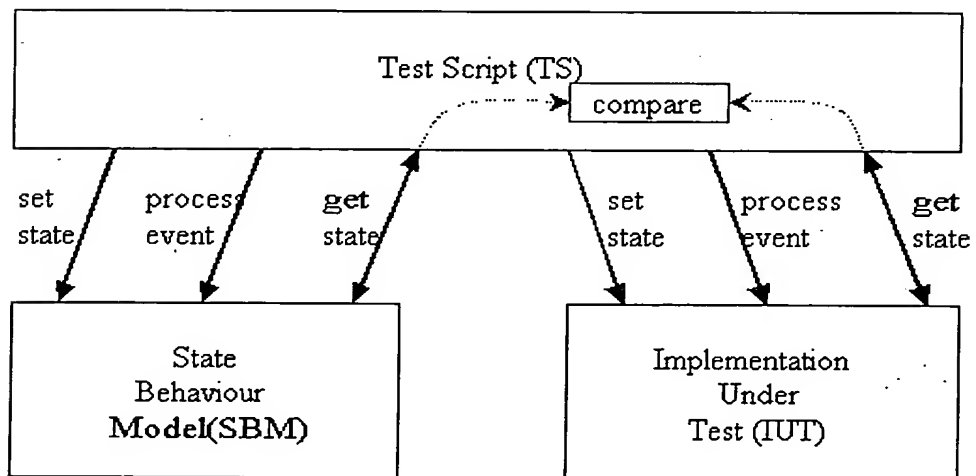 Test Script (TS)
compare
set
state
process
event
get
state
set
state
process
event
get
state
State
Behaviour
Model(SBM)
Implementation
Under
Test (IUT)